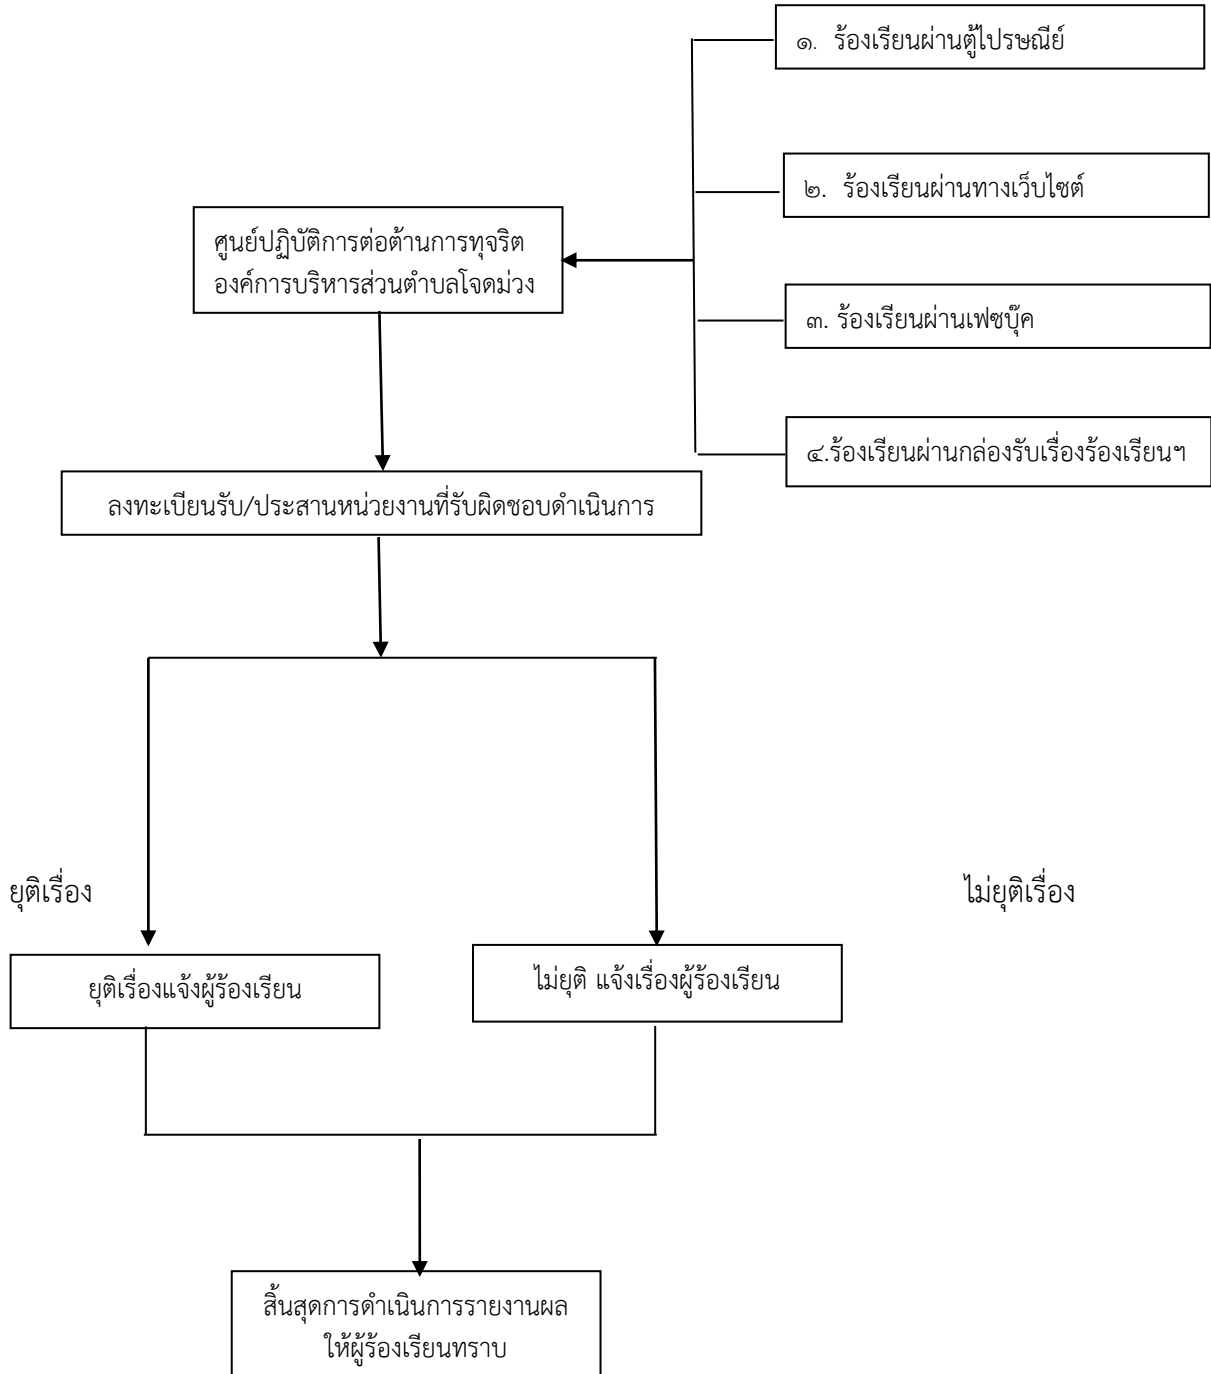 ๑. ร้องเรียนผ่านตู้ไปรษณีย์
๒. ร้องเรียนผ่านทางเว็บไซต์
ศูนย์ปฏิบัติการต่อต้านการทุจริต
องค์การบริหารส่วนตำบลโจดม่วง
๓. ร้องเรียนผ่านเฟซบุ๊ค
๔.ร้องเรียนผ่านกล่องรับเรื่องร้องเรียนฯ
ลงทะเบียนรับ/ประสานหน่วยงานที่รับผิดชอบดำเนินการ
ยุติเรื่อง
ไม่ยุติเรื่อง
ยุติเรื่องแจ้งผู้ร้องเรียน
ไม่ยุติ แจ้งเรื่องผู้ร้องเรียน
สิ้นสุดการดำเนินการรายงานผล
ให้ผู้ร้องเรียนทราบ